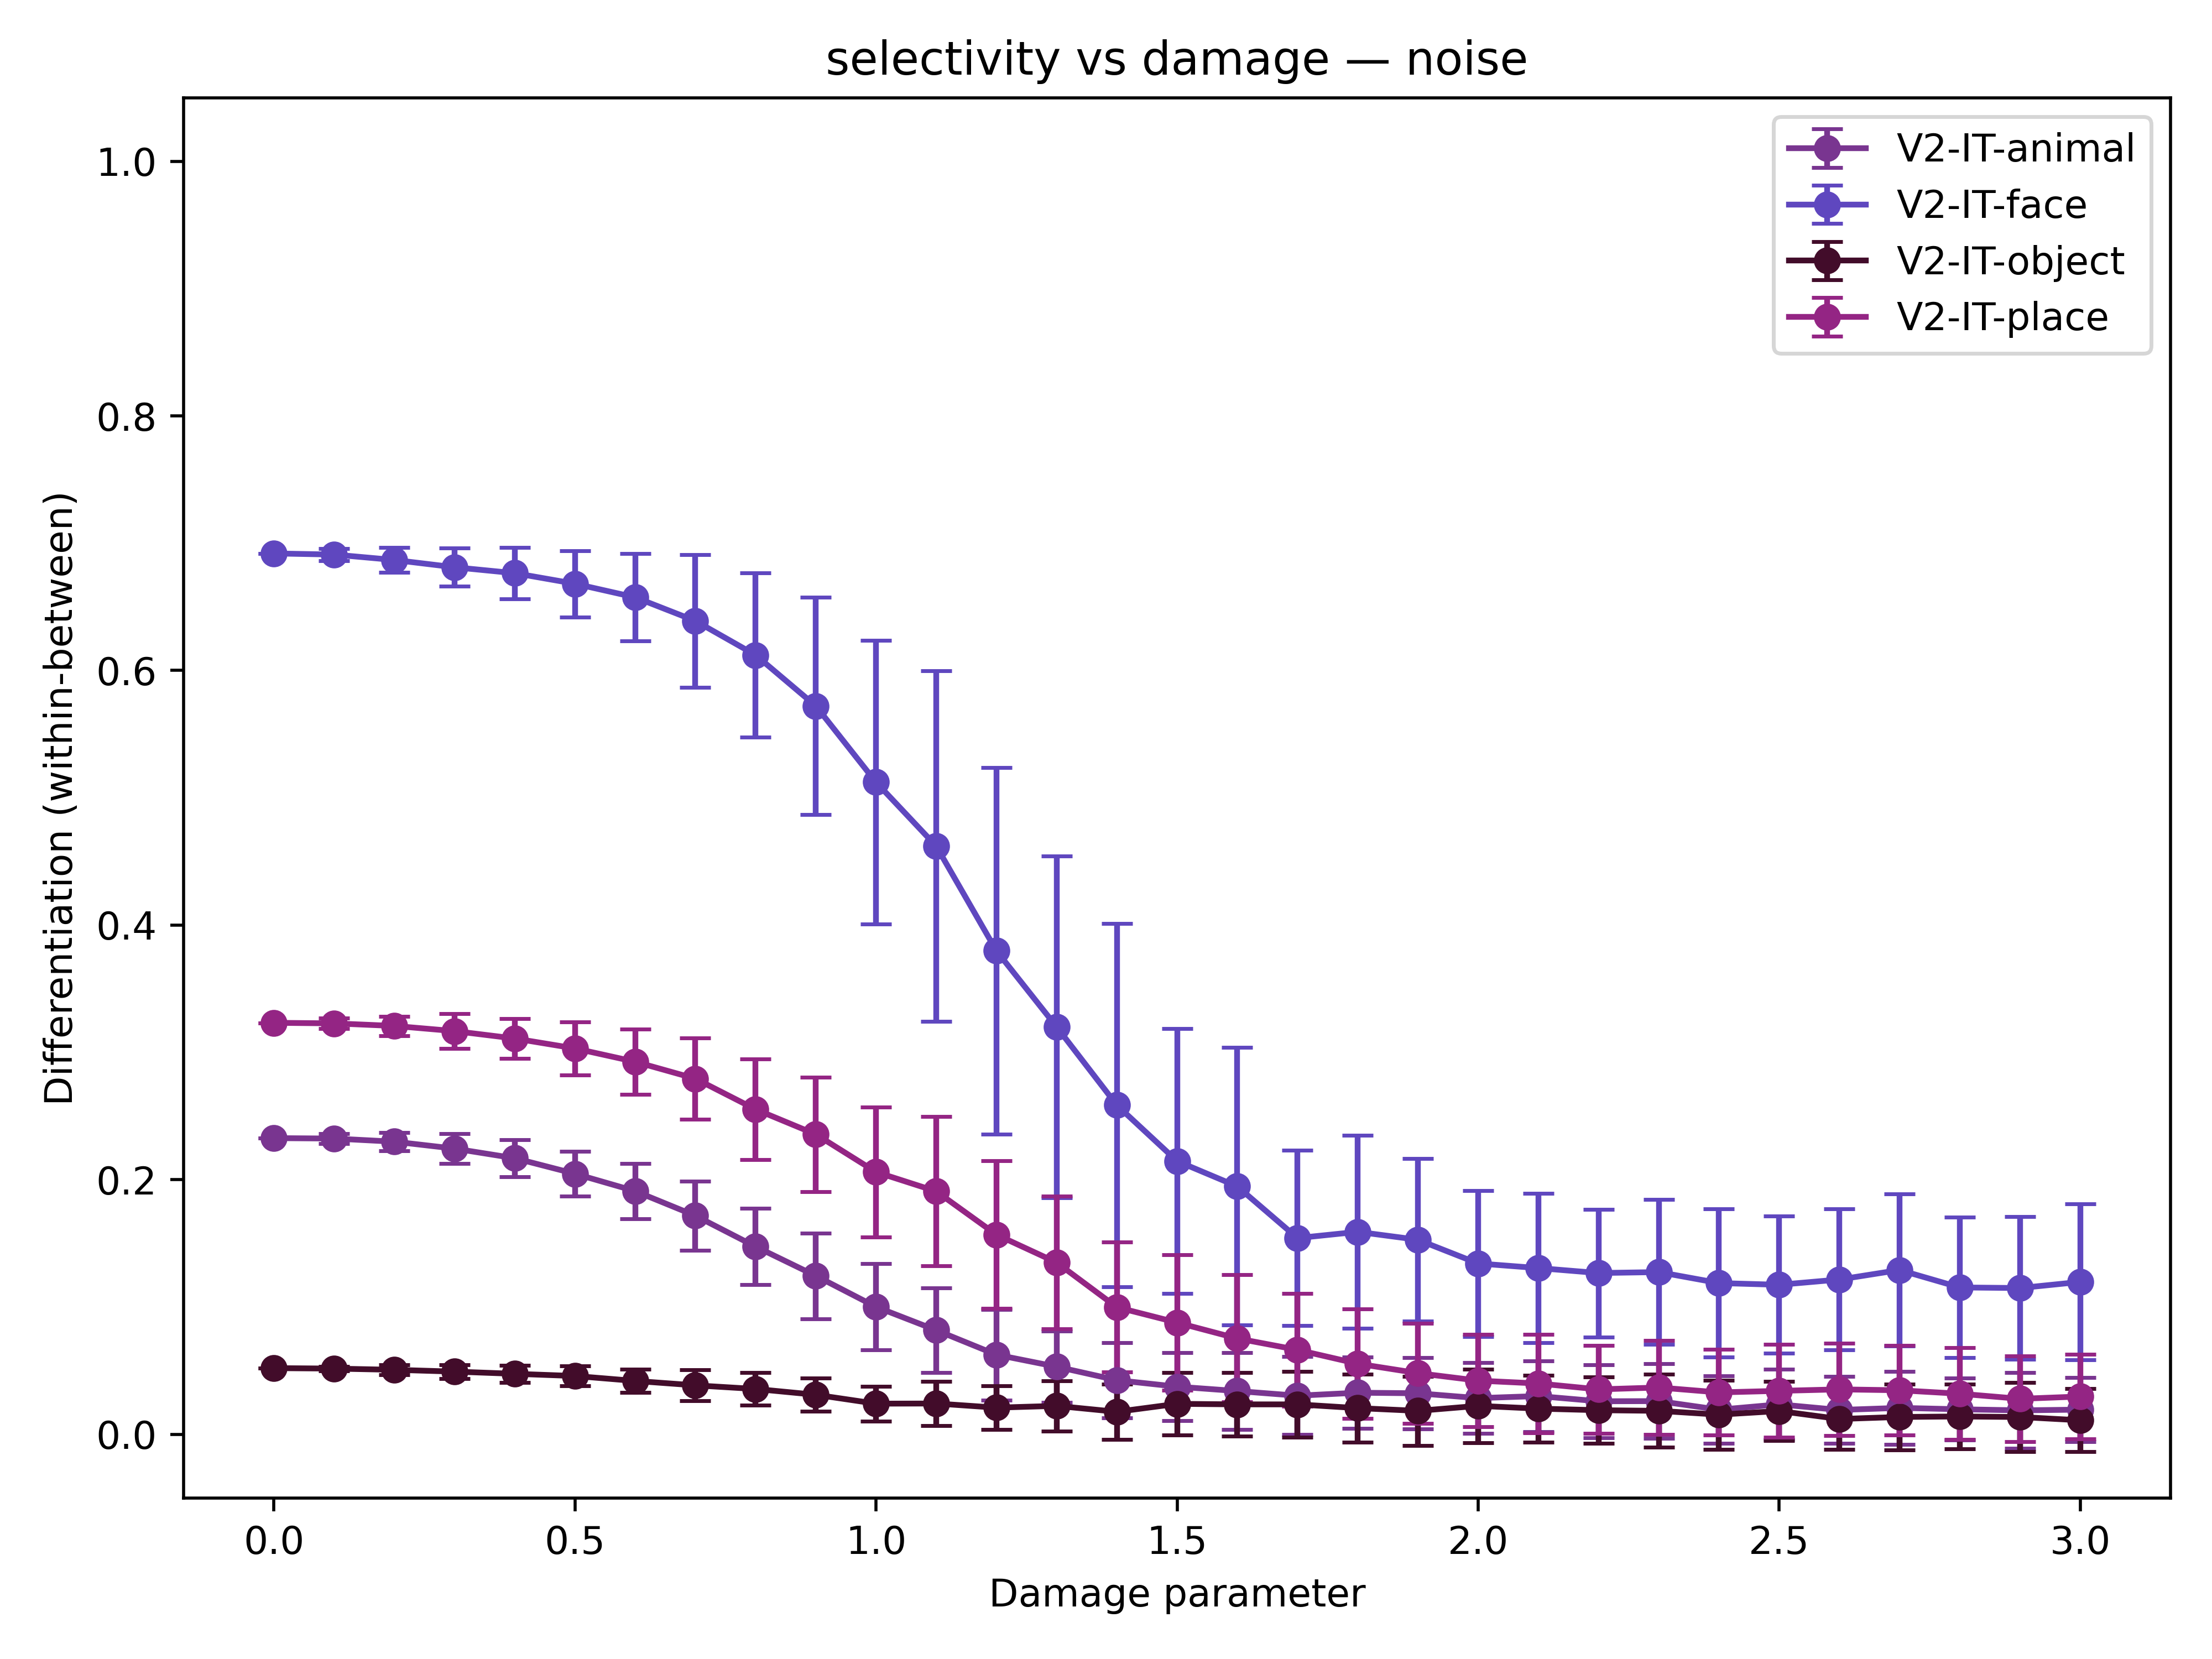 selectivity vs damage — noise
1.0
0.8
0.6
0.4
0.2
0.0
Differentiation (within-between)
V2-IT-animal
V2-IT-face
V2-IT-object
V2-IT-place
0.0 0.5 1.0 1.5 2.0 2.5 3.0
Damage parameter